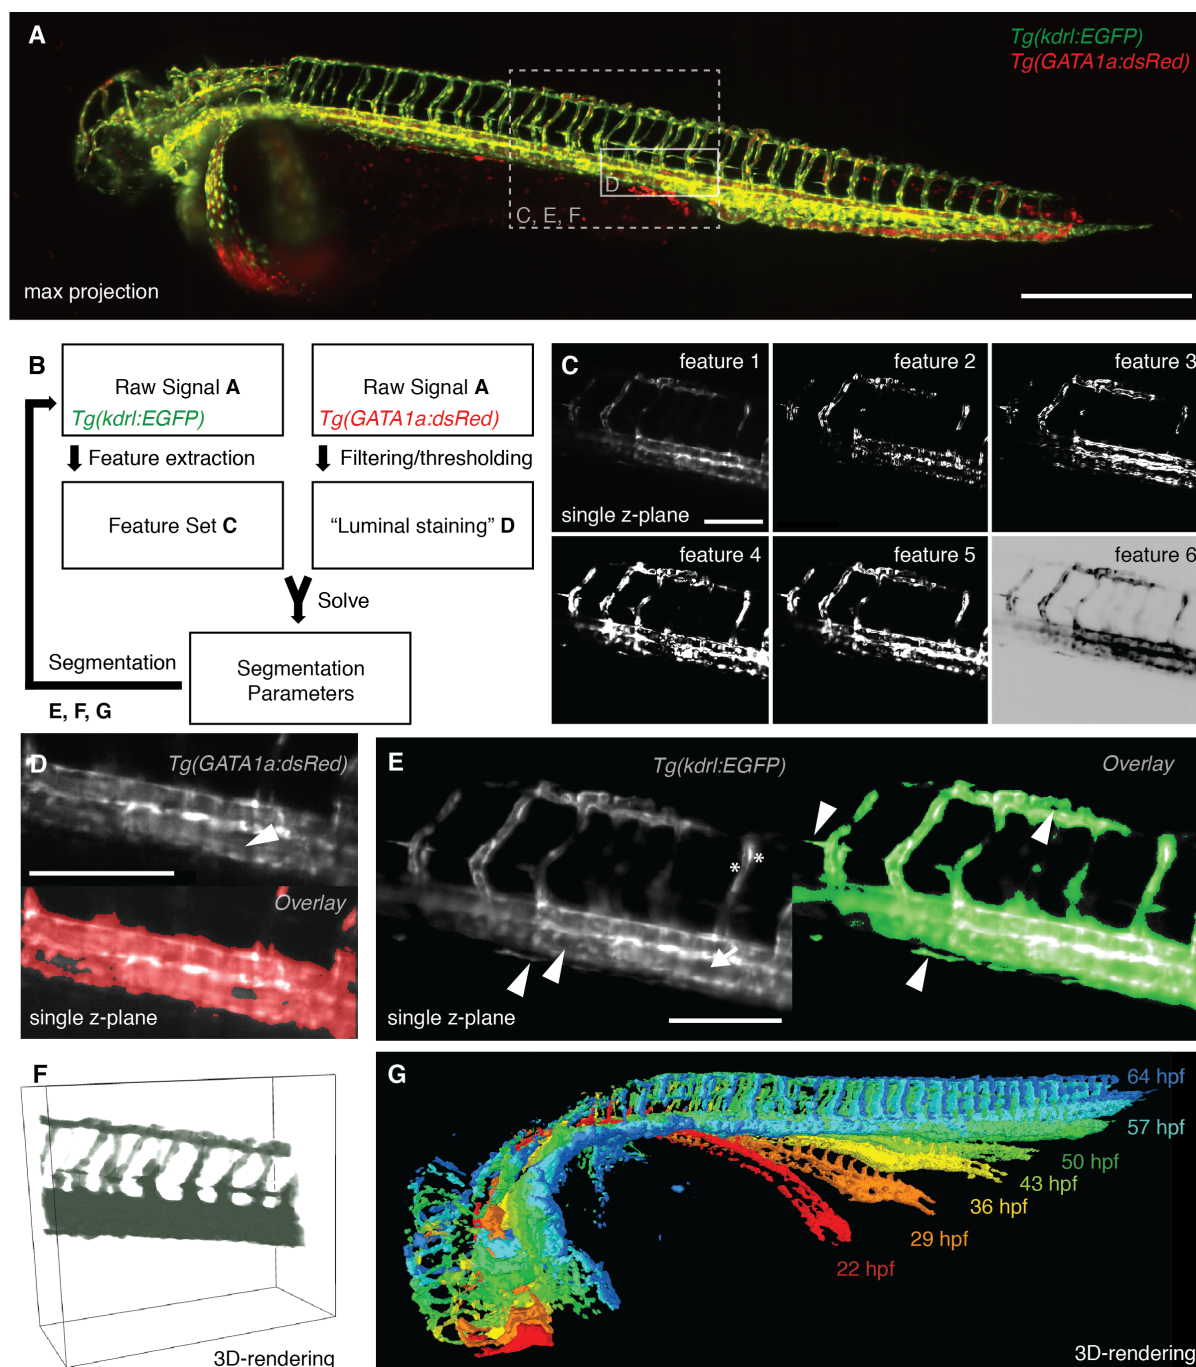 A
Tg(kdrl:EGFP)
Tg(GATA1a:dsRed)
D
C, E, F
max projection
B
Raw Signal A
Tg(kdrl:EGFP)
Raw Signal A
Tg(GATA1a:dsRed)
Feature extraction
Filtering/thresholding
Feature Set C
“Luminal staining” D
Solve
Segmentation
Segmentation
Parameters
E, F, G
C
feature 1
feature 2
feature 3
single z-plane
feature 4
feature 5
feature 6
D
Tg(GATA1a:dsRed)
Overlay
single z-plane
E
Tg(kdrl:EGFP)
Overlay
* *
single z-plane
F
3D-rendering
G
64 hpf
57 hpf
50 hpf
43 hpf
36 hpf
29 hpf
22 hpf
3D-rendering